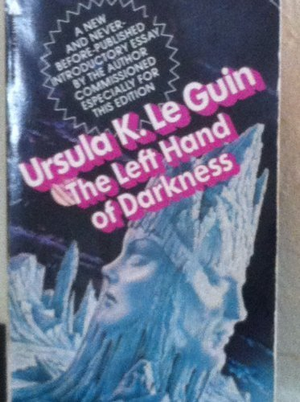 A NEW
AND NEVER-
BEFORE-PUBLISHED
INTRODUCTORY ESSAY
BY THE AUTHOR
COMMISSIONED
ESPECIALLY FOR
THIS EDITION
Ursula K. Le Guin
The Left Hand
of Darkness